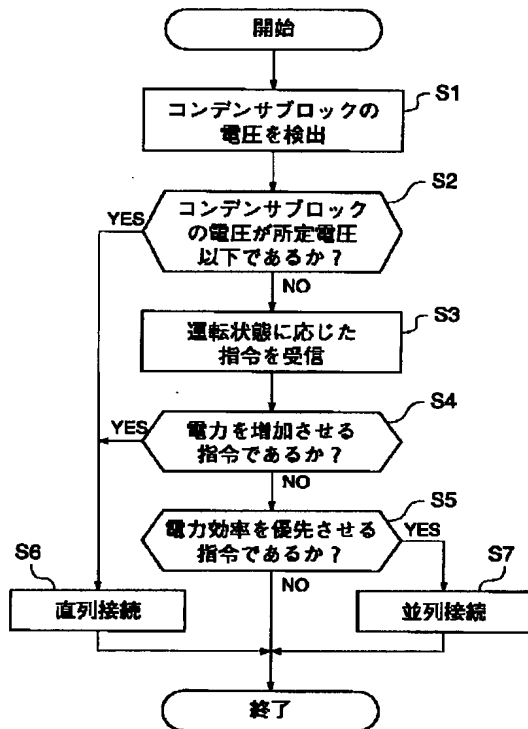 開始
S1
コンデンサブロックの
電圧を検出
S2
コンデンサブロック
の電圧が所定電圧
以下であるか？
YES
NO
S3
運転状態に応じた
指令を受信
S4
電力を増加させる
指令であるか？
YES
NO
S5
電力効率を優先させる
指令であるか？
YES
NO
S6
直列接続
S7
並列接続
終了